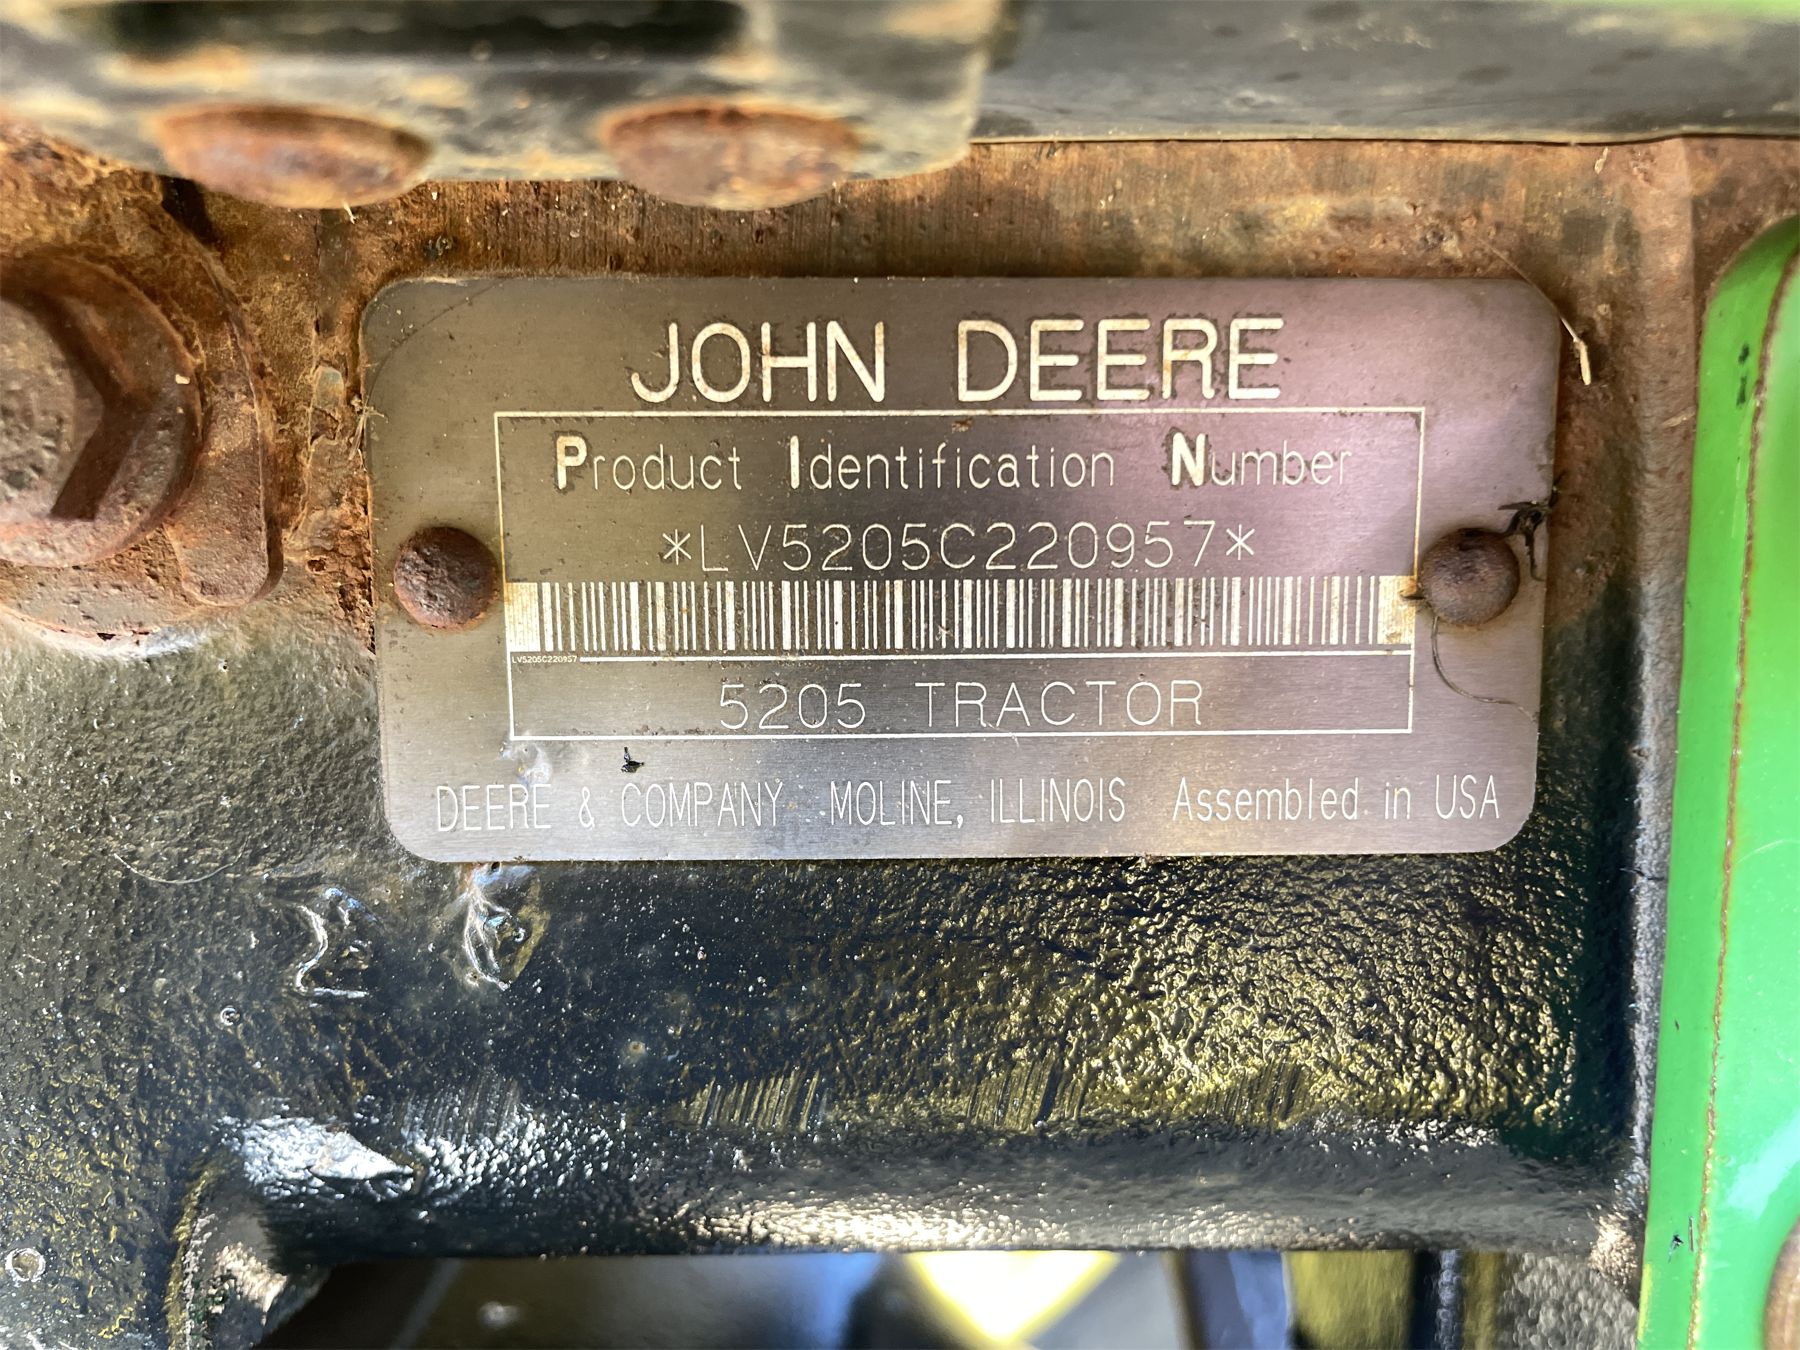 JOHN DEERE
Product Identification Number
*LV5205C220957*
LV5205C220957
5205 TRACTOR
DEERE & COMPANY MOLINE, ILLINOIS Assembled in USA